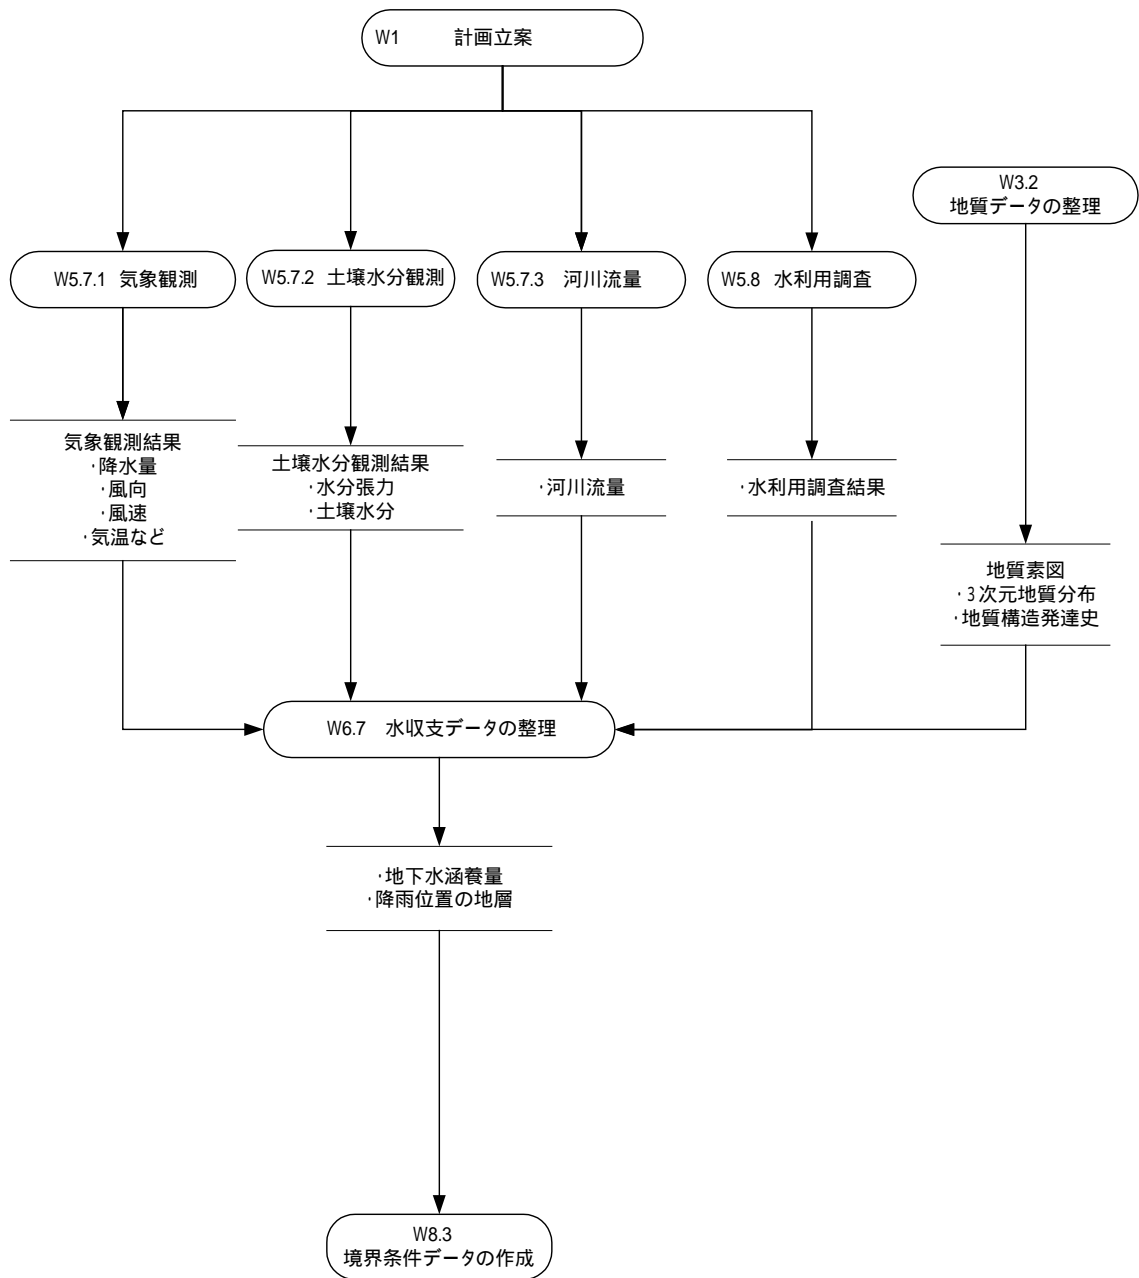 W1 計画立案
W3.2
地質データの整理
W5.7.1 気象観測
W5.7.2 土壌水分観測
W5.7.3 河川流量
W5.8 水利用調査
気象観測結果
・降水量
・風向
・風速
・気温など
土壌水分観測結果
・水分張力
・土壌水分
・河川流量
・水利用調査結果
地質素図
・3次元地質分布
・地質構造発達史
W6.7 水収支データの整理
・地下水涵養量
・降雨位置の地層
W8.3
境界条件データの作成